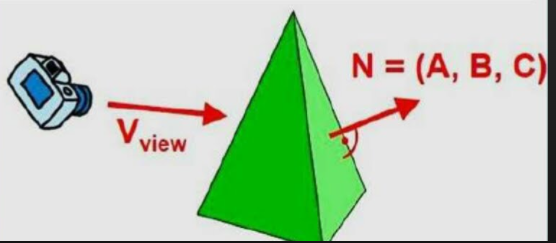 N = (A, B, C)
Vview